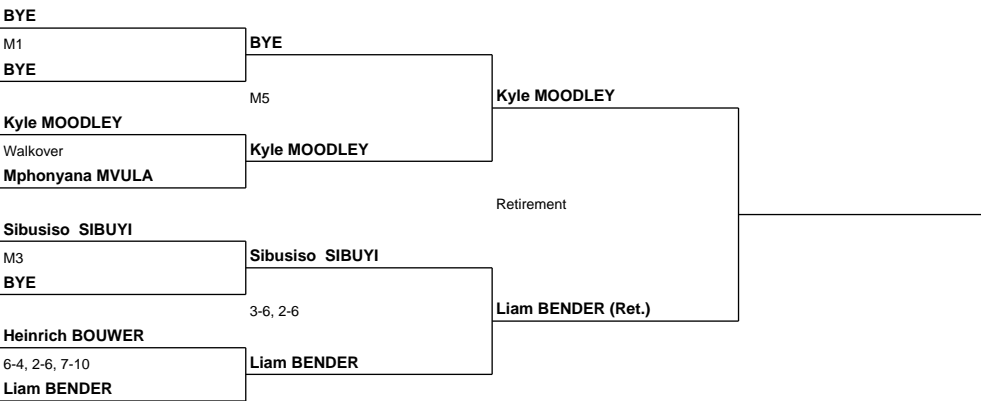 BYE
M1
BYE
BYE
M5
Kyle MOODLEY
Kyle MOODLEY
Walkover
Kyle MOODLEY
Mphonyana MVULA
Retirement
Sibusiso  SIBUYI
M3
Sibusiso  SIBUYI
BYE
3-6, 2-6
Liam BENDER (Ret.)
Heinrich BOUWER
6-4, 2-6, 7-10
Liam BENDER
Liam BENDER